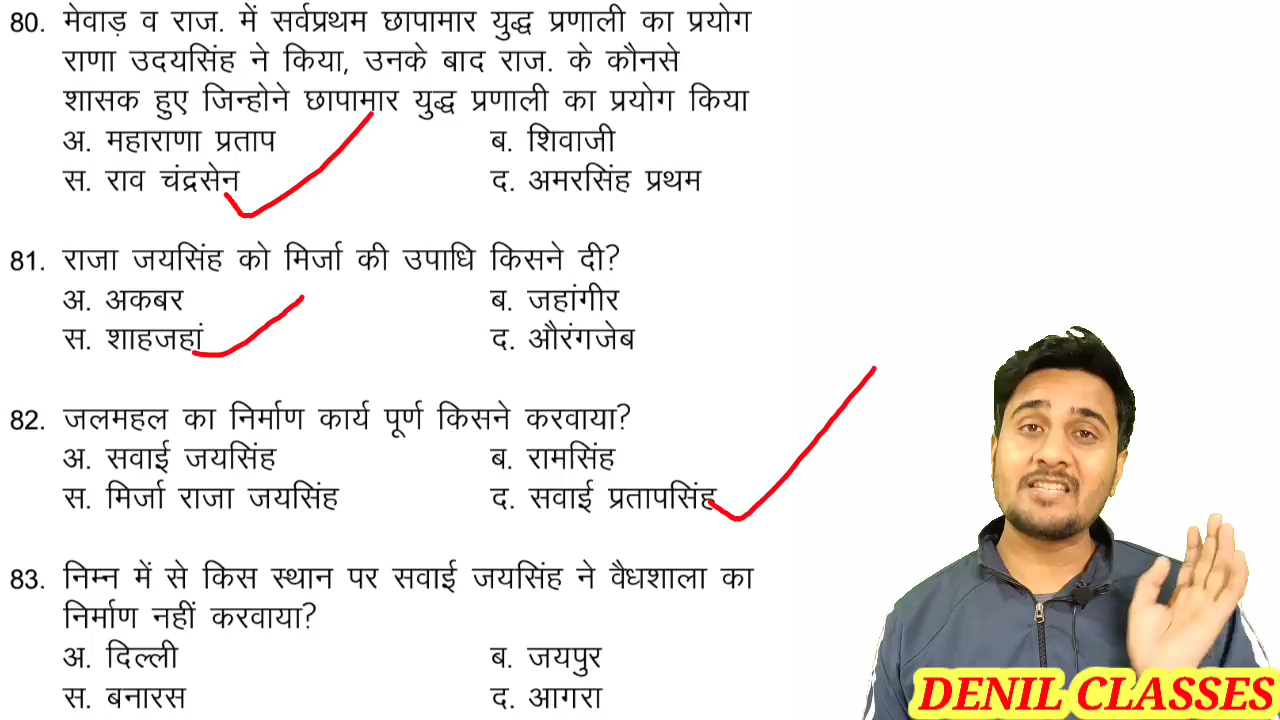 80. मेवाड़ व राज. में सर्वप्रथम छापामार युद्ध प्रणाली का प्रयोग
राणा उदयसिंह ने किया, उनके बाद राज. के कौनसे
शासक हुए जिन्होने छापामार युद्ध प्रणाली का प्रयोग किया
अ. महाराणा प्रताप ब. शिवाजी
स. राव चंद्रसेन द. अमरसिंह प्रथम
81. राजा जयसिंह को मिर्जा की उपाधि किसने दी?
अ. अकबर ब. जहांगीर
स. शाहजहां द. औरंगजेब
82. जलमहल का निर्माण कार्य पूर्ण किसने करवाया?
अ. सवाई जयसिंह ब. रामसिंह
स. मिर्जा राजा जयसिंह द. सवाई प्रतापसिंह
83. निम्न में से किस स्थान पर सवाई जयसिंह ने वैधशाला का
निर्माण नहीं करवाया?
अ. दिल्ली ब. जयपुर
स. बनारस द. आगरा
DENIL CLASSES